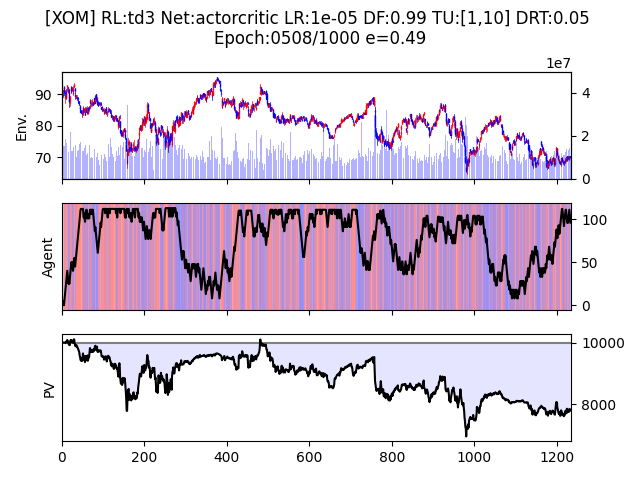 [XOM] RL:td3 Net:actorcritic LR:1e-05 DF:0.99 TU:[1,10] DRT:0.05
Epoch:0508/1000 e=0.49
1e7
Env.
90
80
70
4
2
0
Agent
100
50
0
PV
10000
8000
0 200 400 600 800 1000 1200